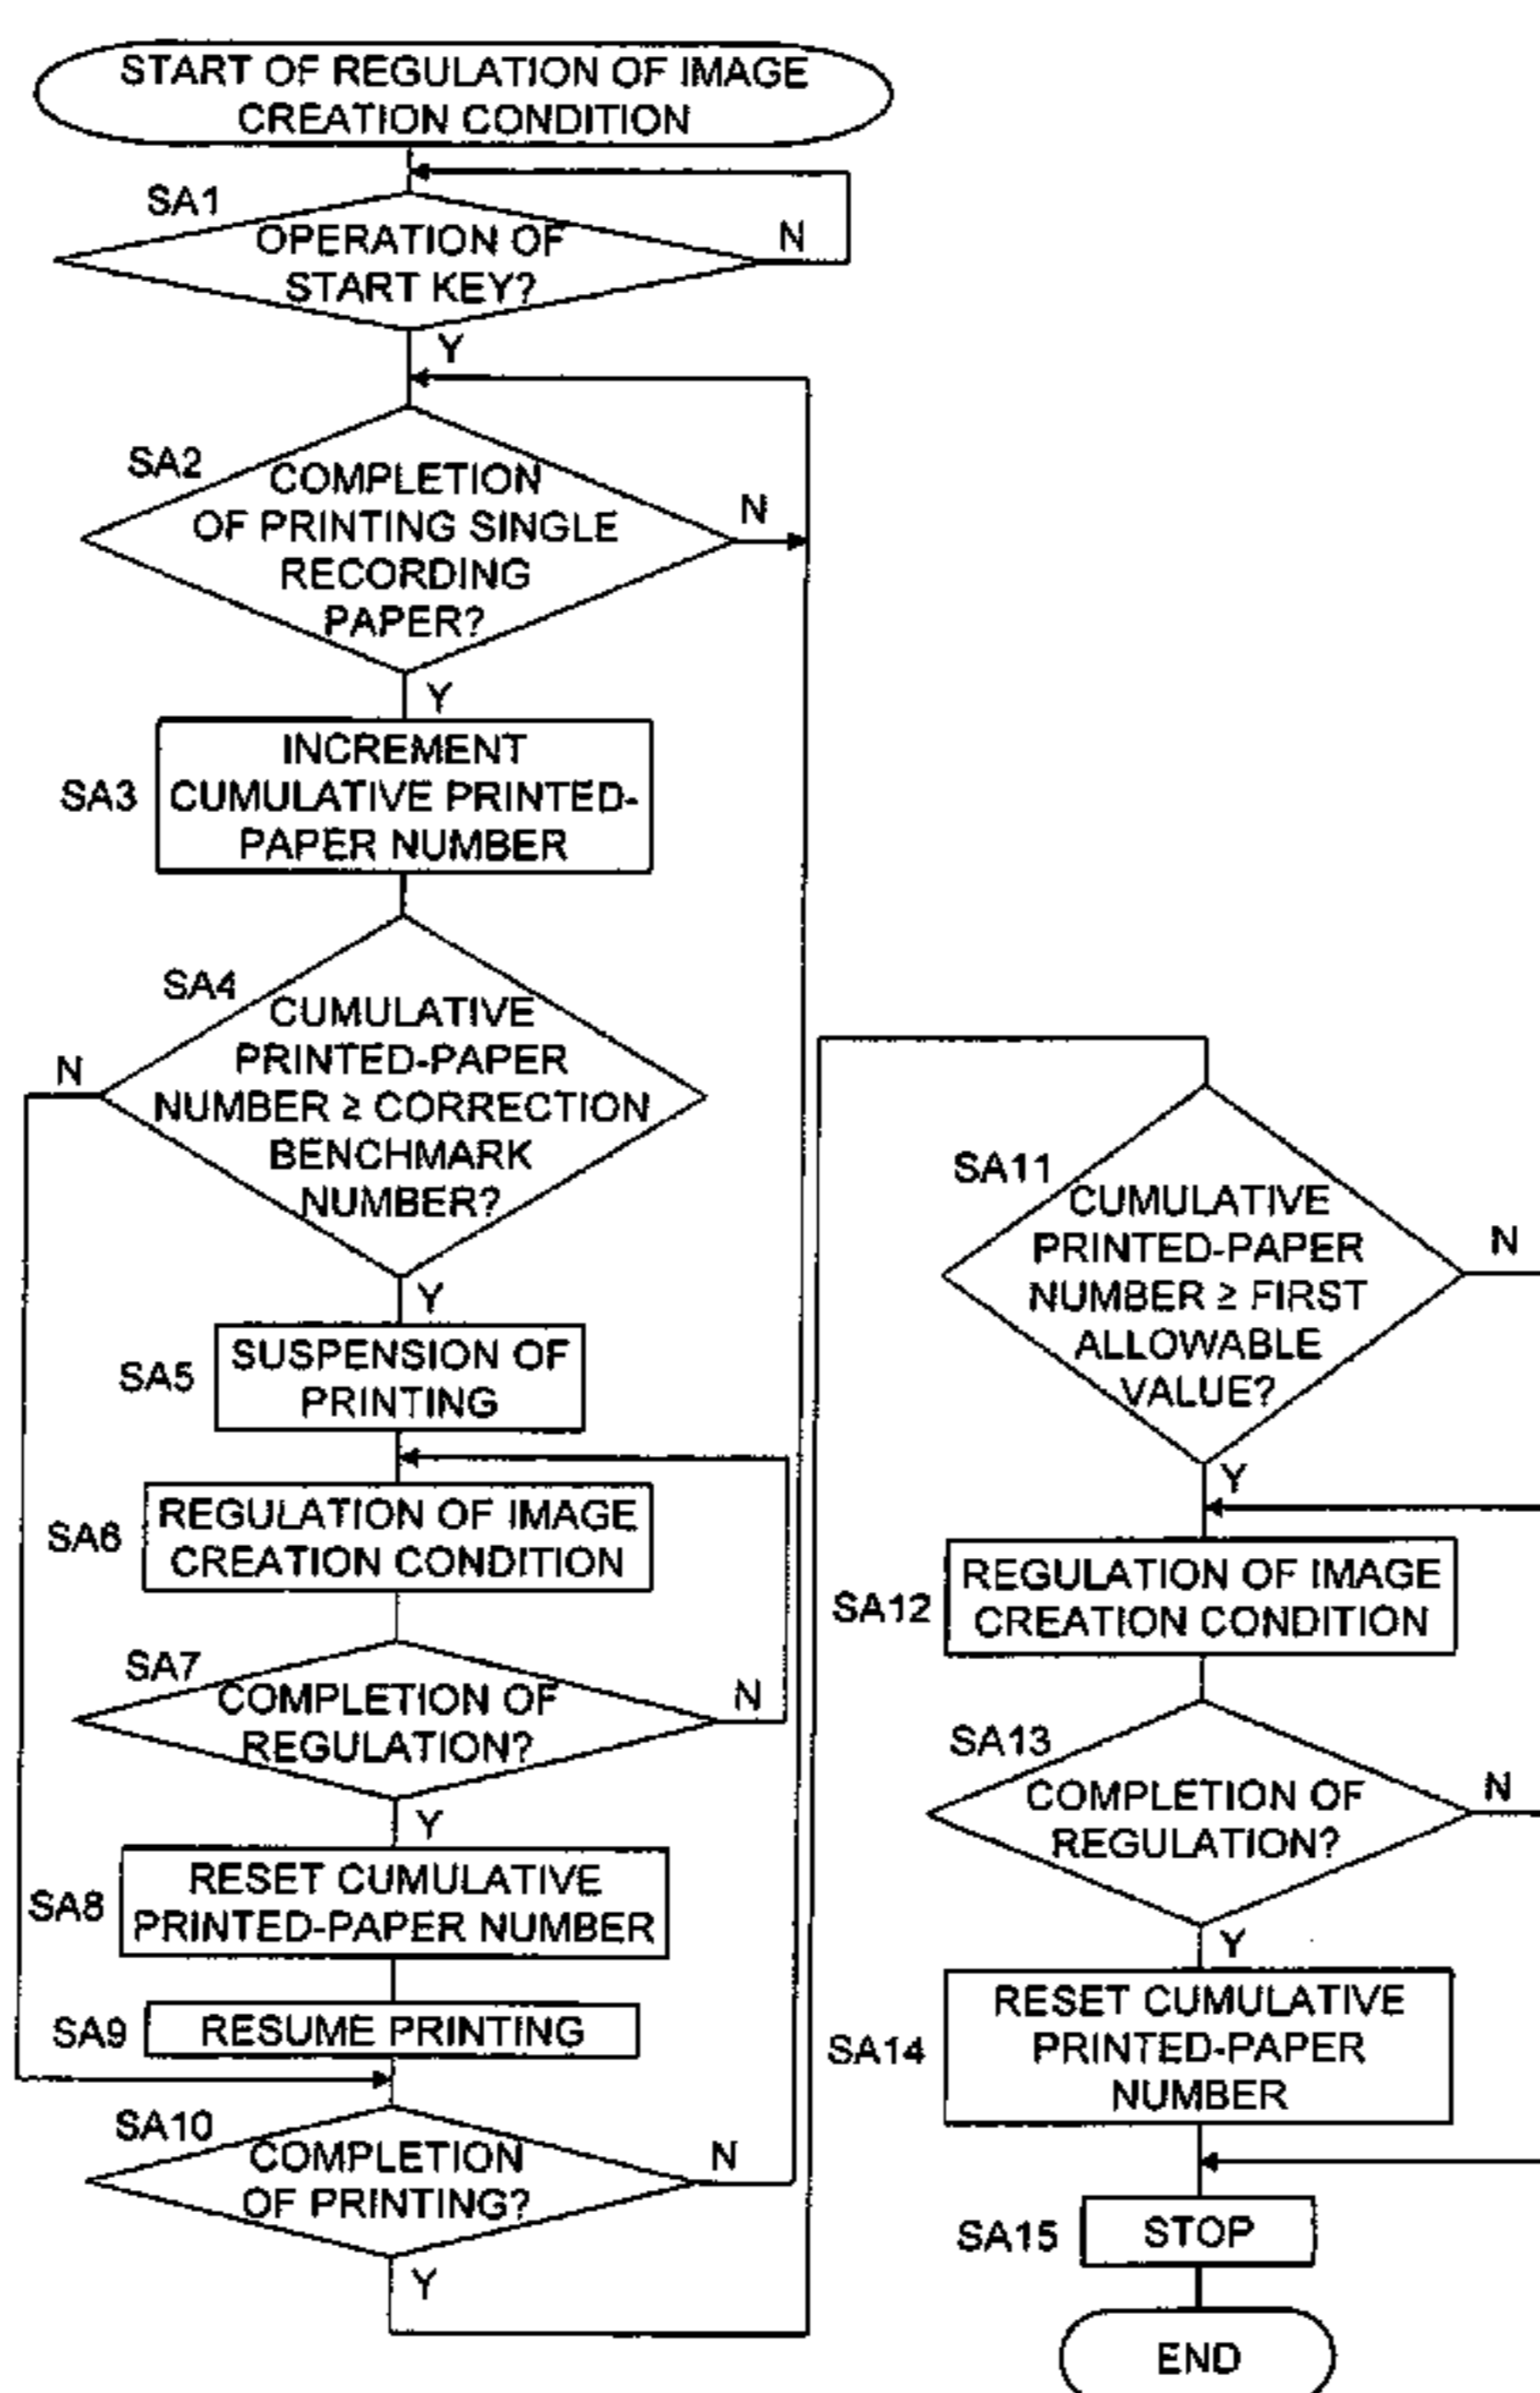 START OF REGULATION OF IMAGE
CREATION CONDITION
SA1
OPERATION OF
START KEY?
N
Y
SA2
COMPLETION
OF PRINTING SINGLE
RECORDING
PAPER?
N
Y
SA3
INCREMENT
CUMULATIVE PRINTED-
PAPER NUMBER
SA4
CUMULATIVE
PRINTED-PAPER
NUMBER ≥ CORRECTION
BENCHMARK
NUMBER?
N
Y
SA5
SUSPENSION OF
PRINTING
SA6
REGULATION OF IMAGE
CREATION CONDITION
SA7
COMPLETION OF
REGULATION?
N
Y
SA8
RESET CUMULATIVE
PRINTED-PAPER NUMBER
SA9
RESUME PRINTING
SA10
COMPLETION
OF PRINTING?
N
Y
SA11
CUMULATIVE
PRINTED-PAPER
NUMBER ≥ FIRST
ALLOWABLE
VALUE?
N
Y
SA12
REGULATION OF IMAGE
CREATION CONDITION
SA13
COMPLETION OF
REGULATION?
N
Y
SA14
RESET CUMULATIVE
PRINTED-PAPER
NUMBER
SA15
STOP
END